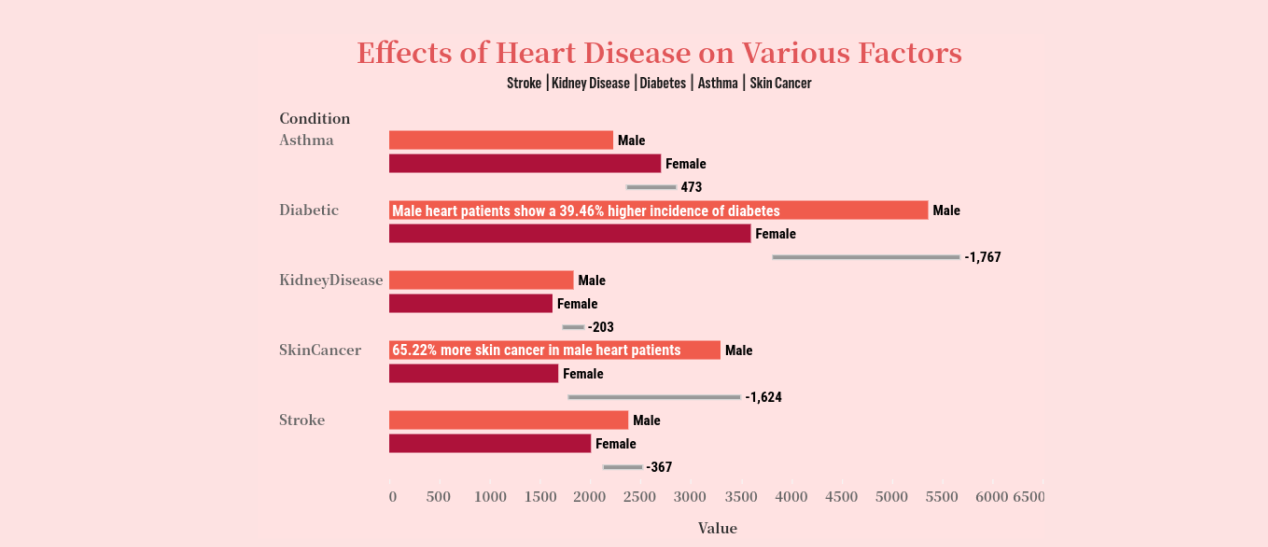 Effects of Heart Disease on Various Factors
Stroke | Kidney Disease | Diabetes | Asthma | Skin Cancer
Condition
Asthma
Male
Female
473
Diabetic
Male heart patients show a 39.46% higher incidence of diabetes
Male
Female
-1,767
KidneyDisease
Male
Female
-203
SkinCancer
65.22% more skin cancer in male heart patients
Male
Female
-1,624
Stroke
Male
Female
-367
0 500 1000 1500 2000 2500 3000 3500 4000 4500 5000 5500 6000 6500
Value